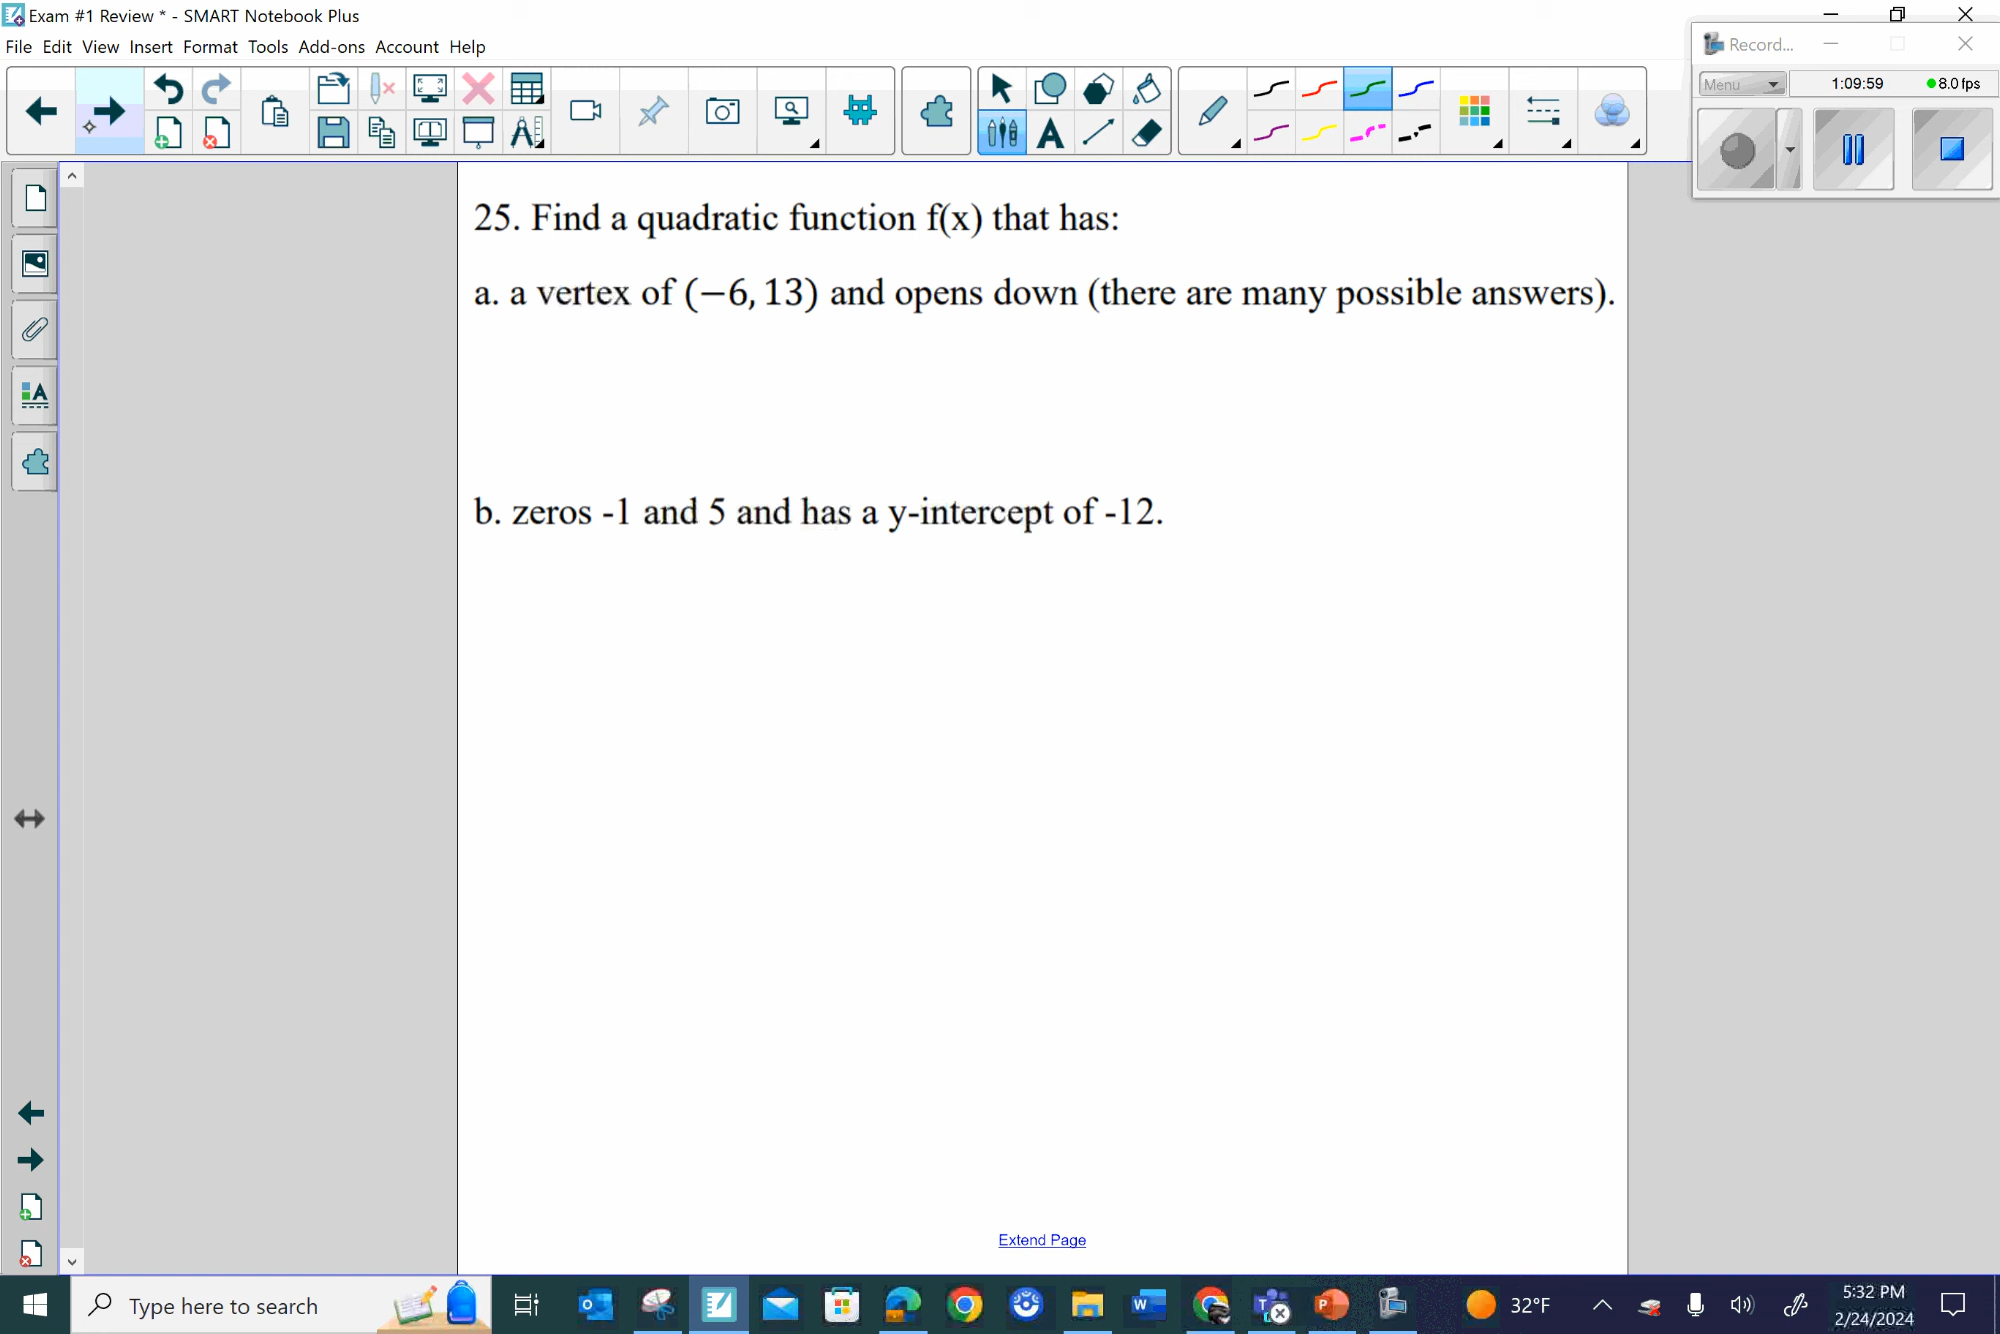 Exam #1 Review * - SMART Notebook Plus
File Edit View Insert Format Tools Add-ons Account Help
Record...
Menu
1:09:59
8.0 fps
25. Find a quadratic function f(x) that has:
a. a vertex of (−6, 13) and opens down (there are many possible answers).
b. zeros -1 and 5 and has a y-intercept of -12.
Extend Page
Type here to search
32°F
5:32 PM
2/24/2024